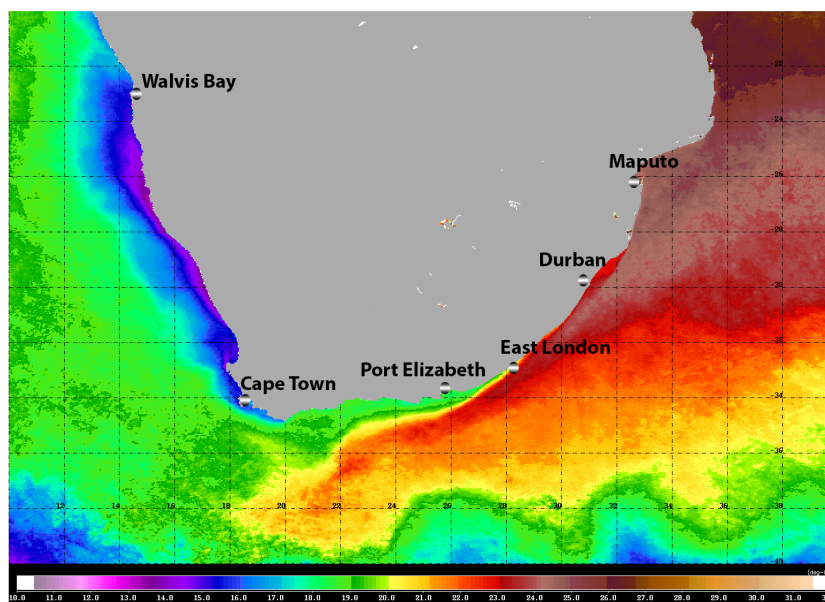 -22
Walvis Bay
-24
Maputo
-26
-28
Durban
-30
East London
-32
Port Elizabeth
Cape Town
-34
-36
12 14 16 18 20 22 24 26 28 30 32 34 36 38
-40
(deg-
10.0 11.0 12.0 13.0 14.0 15.0 16.0 17.0 18.0 19.0 20.0 21.0 22.0 23.0 24.0 25.0 26.0 27.0 28.0 29.0 30.0 31.0 3